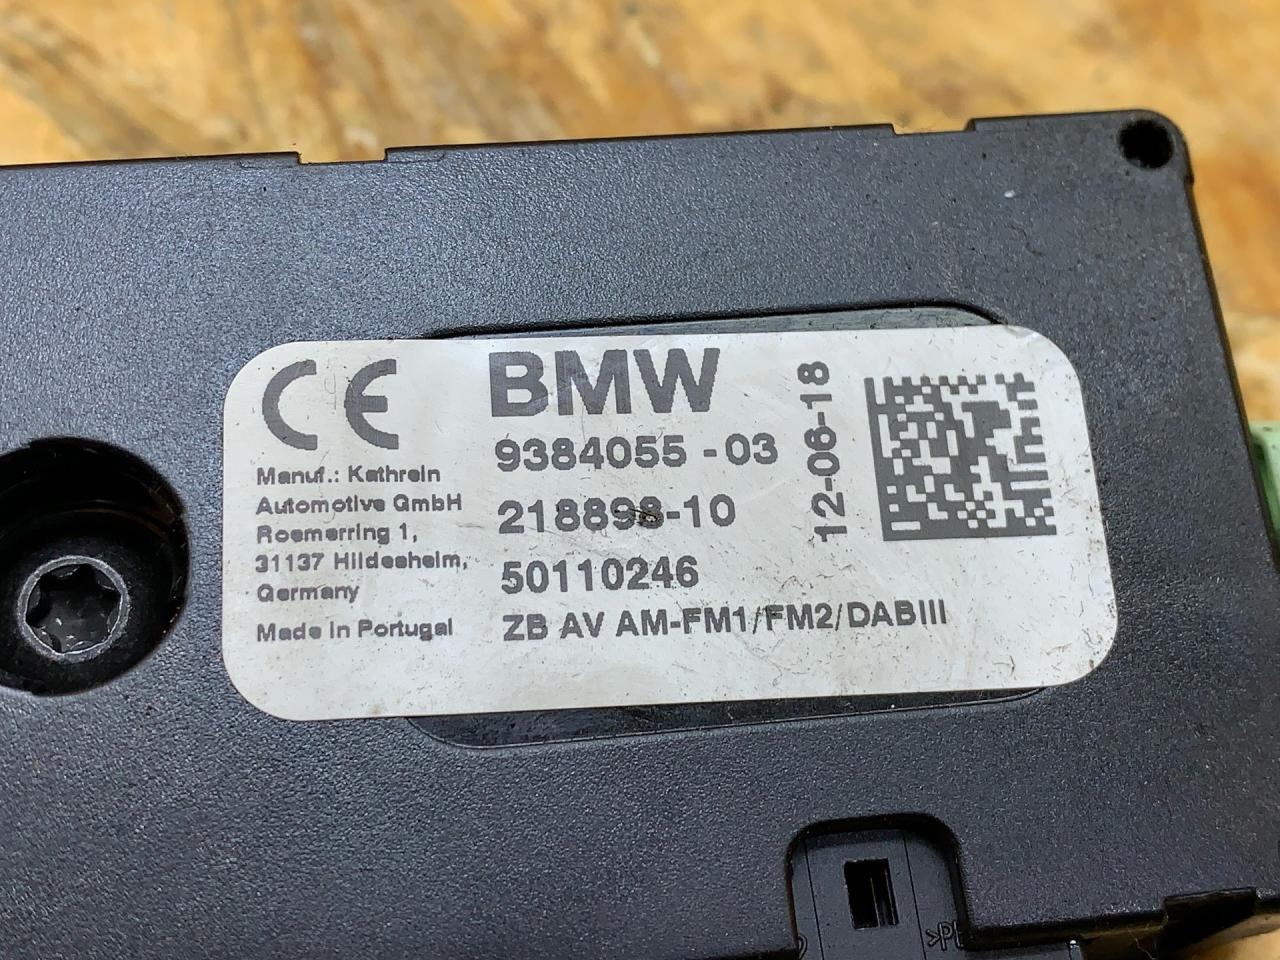 CE
BMW
9384055-03
218898-10
50110246
ZB AV AM-FM1/FM2/DABIII
12-06-18
Manuf.: Kathrein
Automotive GmbH
Roemerring 1,
31137 Hildesheim,
Germany
Made in Portugal